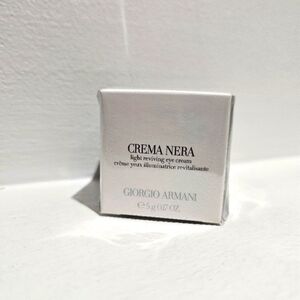 CREMA NERA
light reviving eye cream
crème yeux illuminatrice revitalisante
GIORGIO ARMANI
℮ 5 g 0.17 OZ.